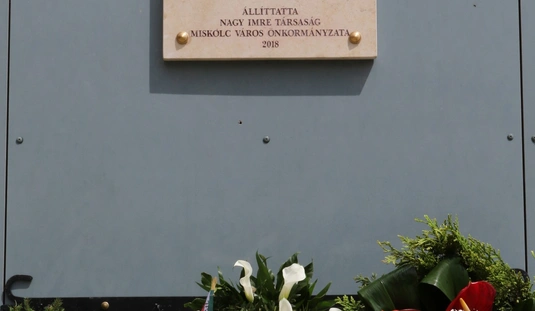 ÁLLÍTTATTA
NAGY IMRE TÁRSASÁG
MISKOLC VÁROS ÖNKORMÁNYZATA
2018